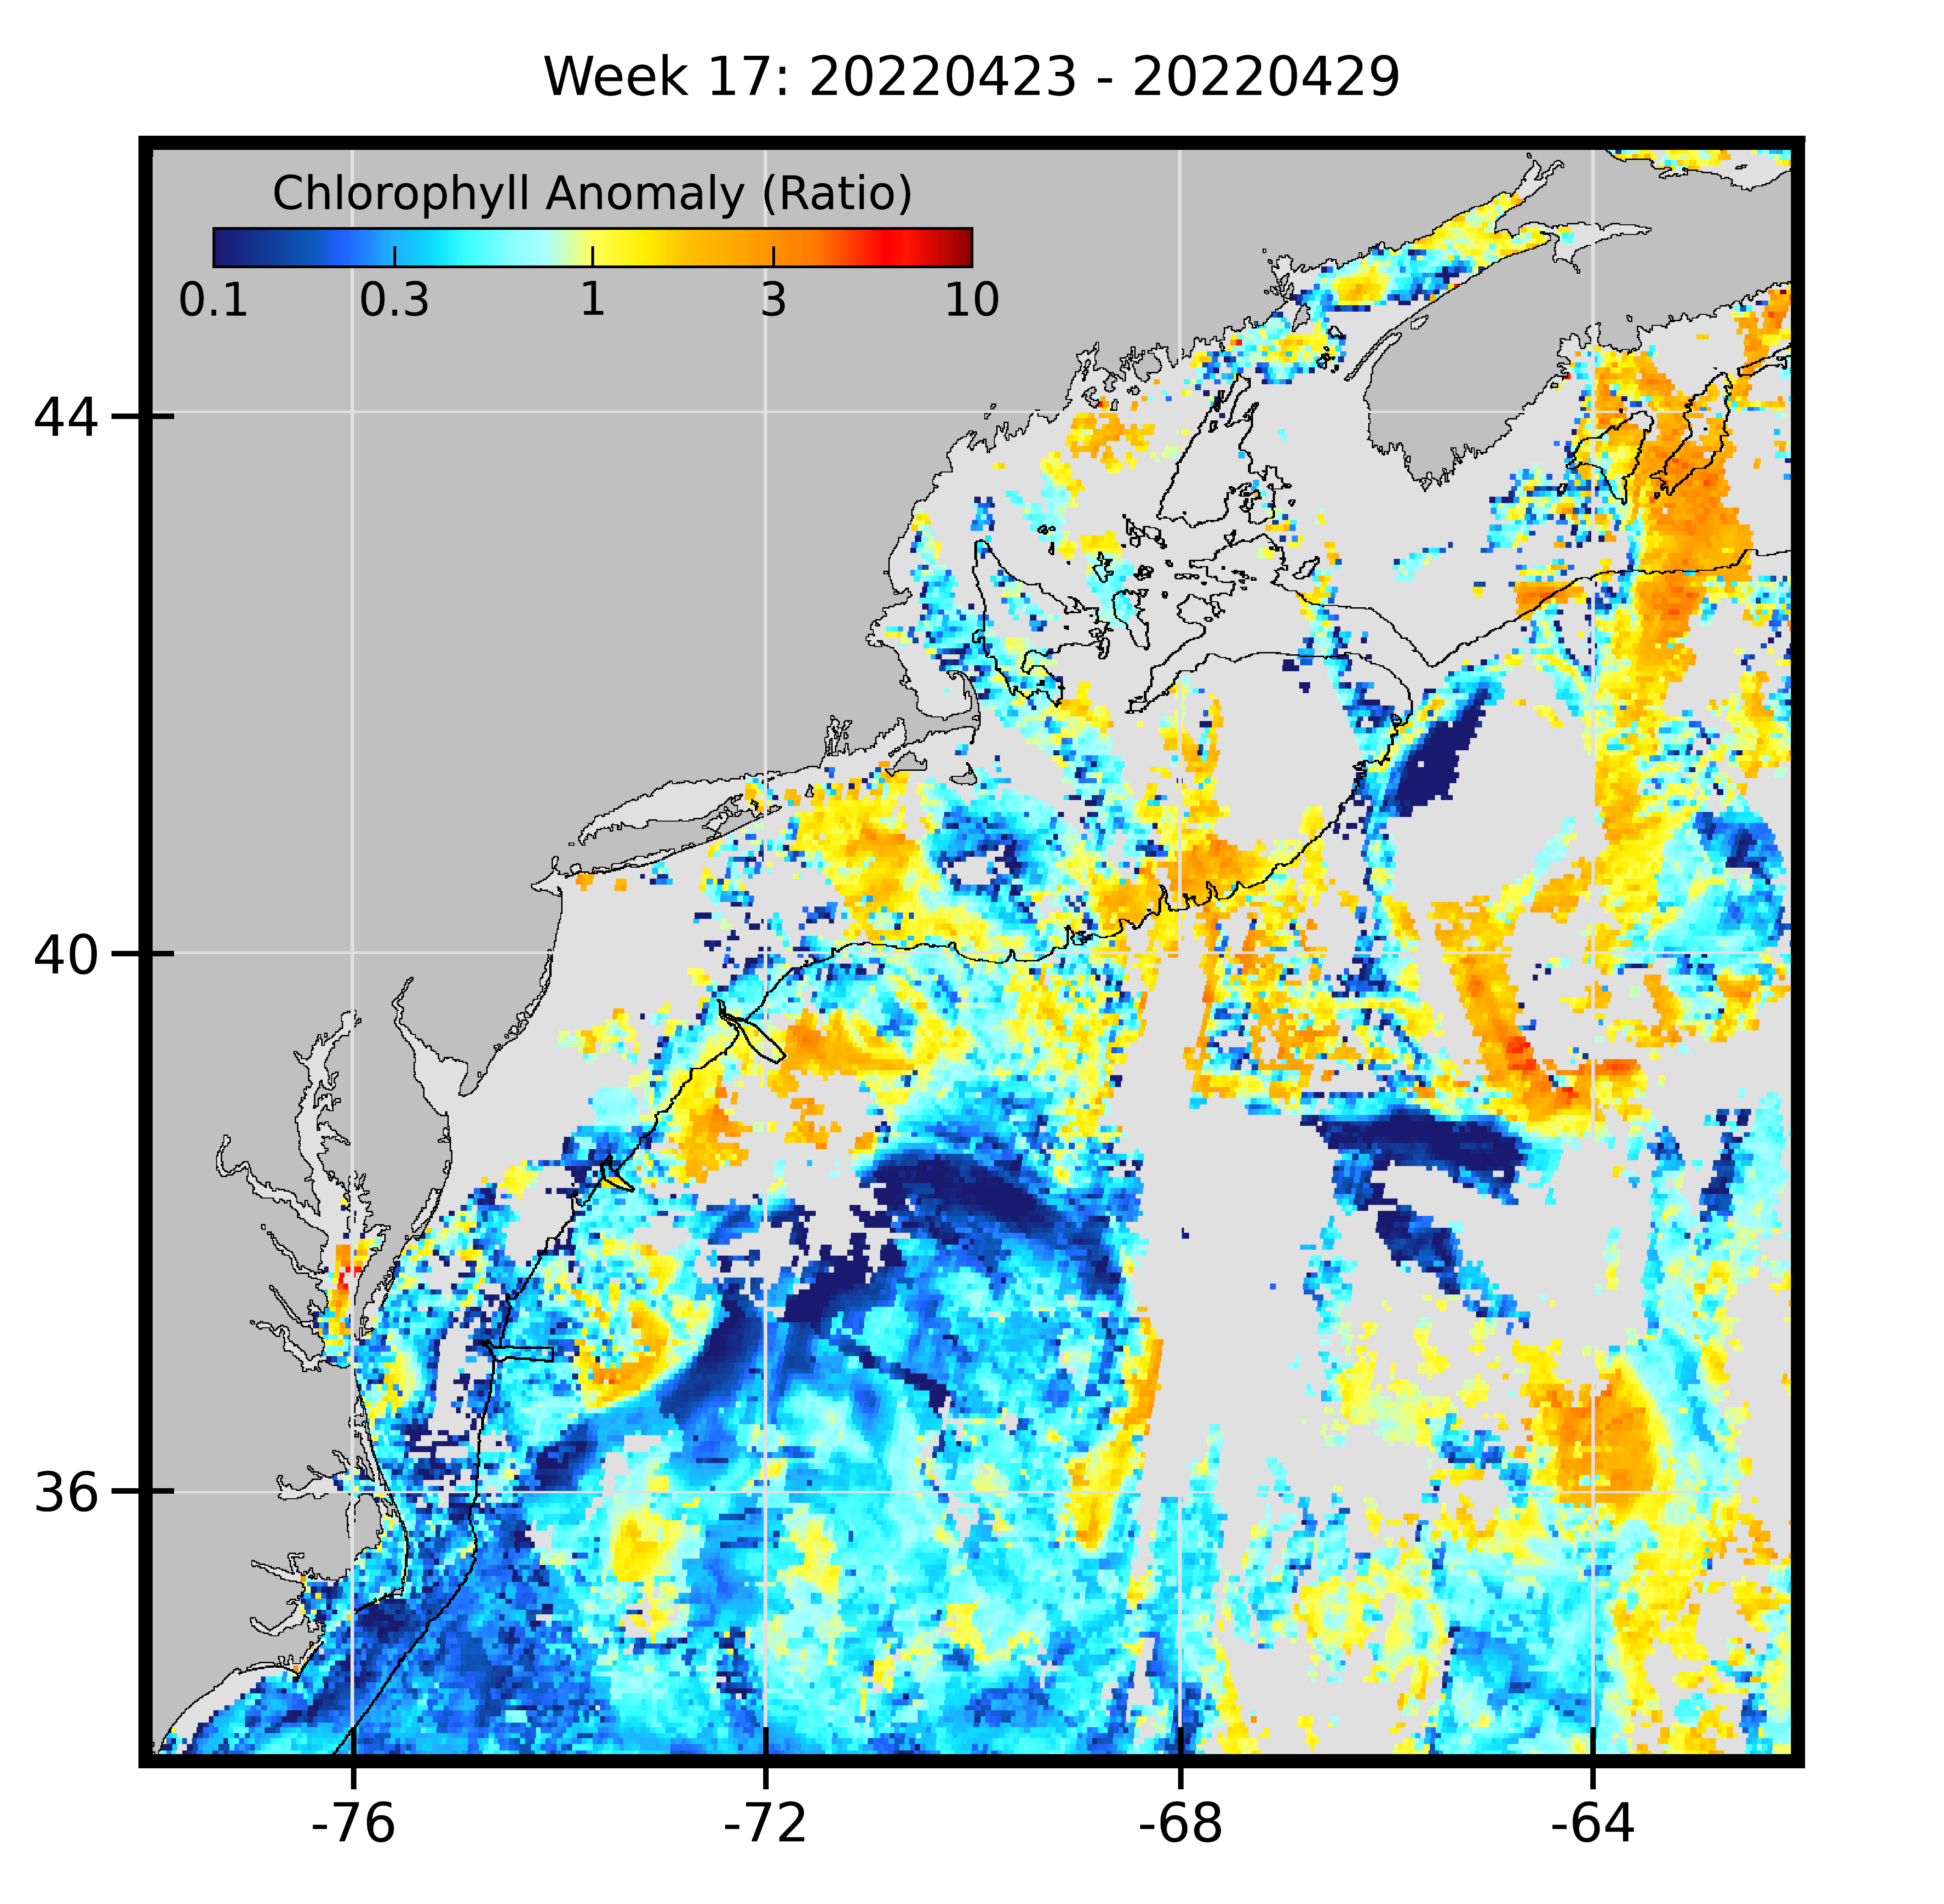 Week 17: 20220423 - 20220429
Chlorophyll Anomaly (Ratio)
0.1 0.3 1 3 10
44
40
36
-76 -72 -68 -64